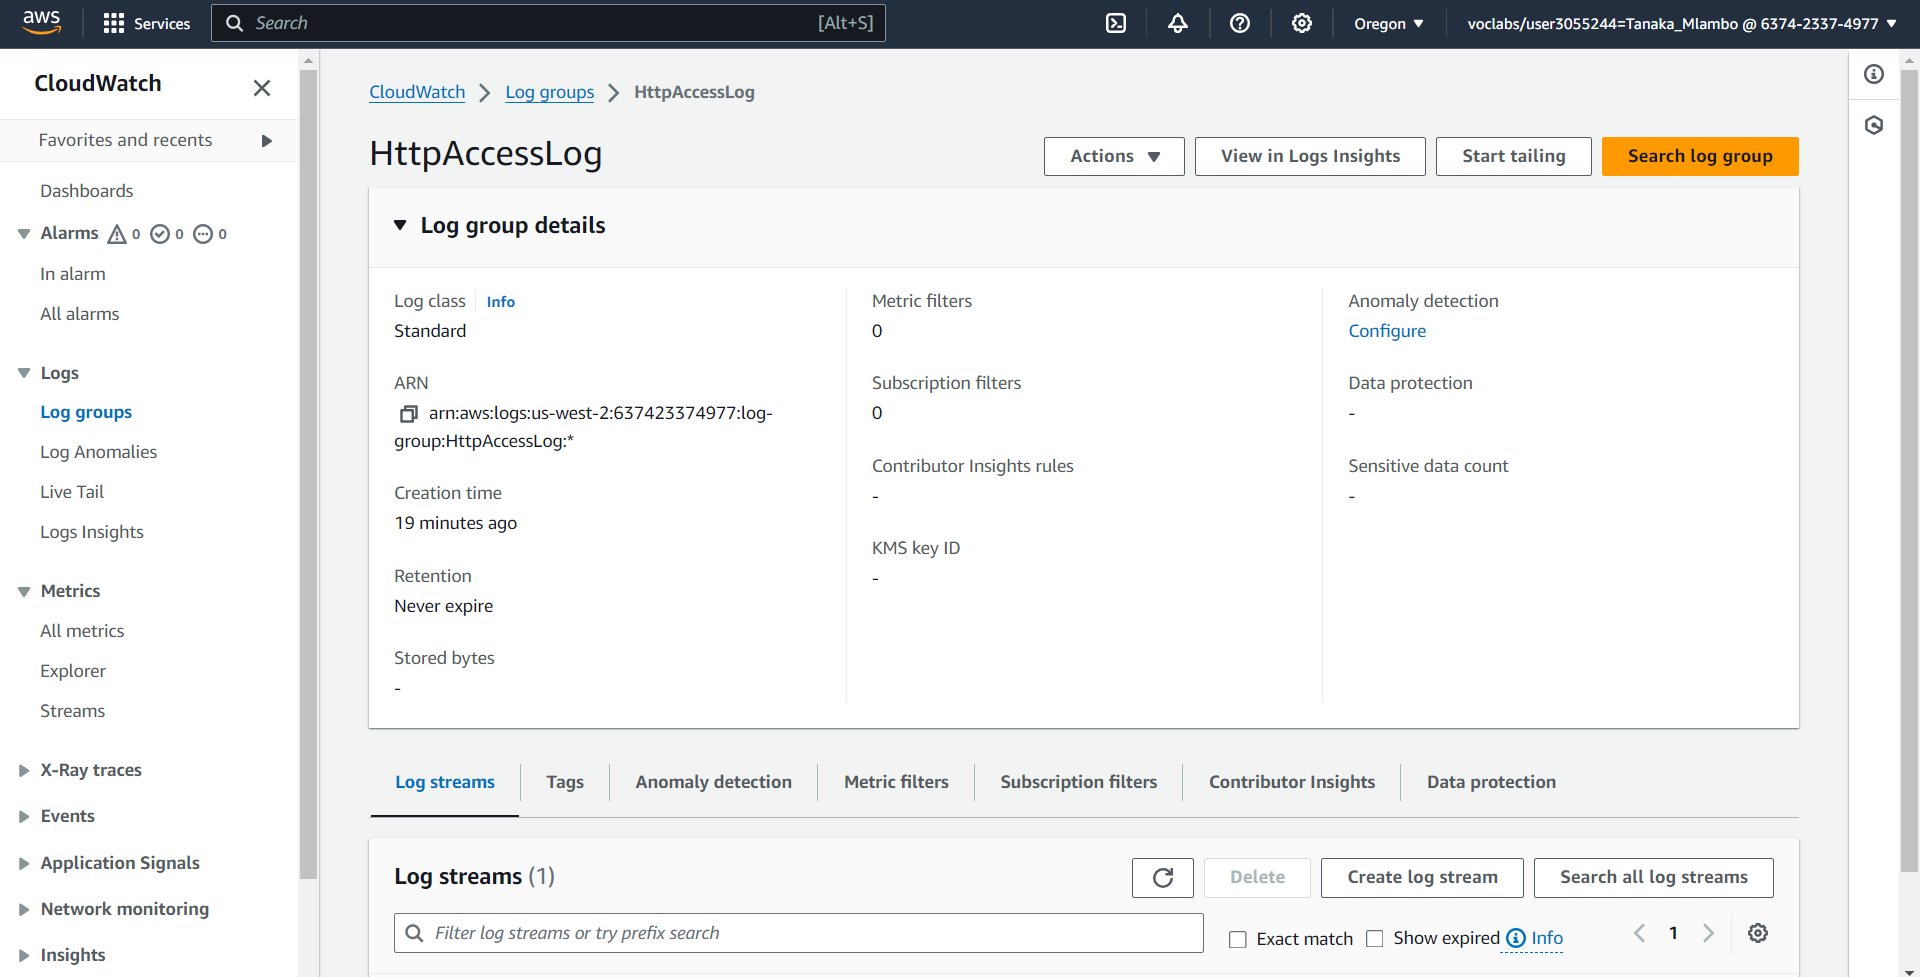 aws
Services
Search
[Alt+S]
Oregon
voclabs/user3055244=Tanaka_Mlambo @ 6374-2337-4977
CloudWatch
Favorites and recents
Dashboards
Alarms 0 0 0
In alarm
All alarms
Logs
Log groups
Log Anomalies
Live Tail
Logs Insights
Metrics
All metrics
Explorer
Streams
X-Ray traces
Events
Application Signals
Network monitoring
Insights
CloudWatch > Log groups > HttpAccessLog
HttpAccessLog
Actions
View in Logs Insights
Start tailing
Search log group
Log group details
Log class Info
Standard
ARN
arn:aws:logs:us-west-2:637423374977:log-
group:HttpAccessLog:*
Creation time
19 minutes ago
Retention
Never expire
Stored bytes
-
Metric filters
0
Subscription filters
0
Contributor Insights rules
-
KMS key ID
-
Anomaly detection
Configure
Data protection
-
Sensitive data count
-
Log streams
Tags
Anomaly detection
Metric filters
Subscription filters
Contributor Insights
Data protection
Log streams (1)
Delete
Create log stream
Search all log streams
Filter log streams or try prefix search
Exact match
Show expired
Info
1